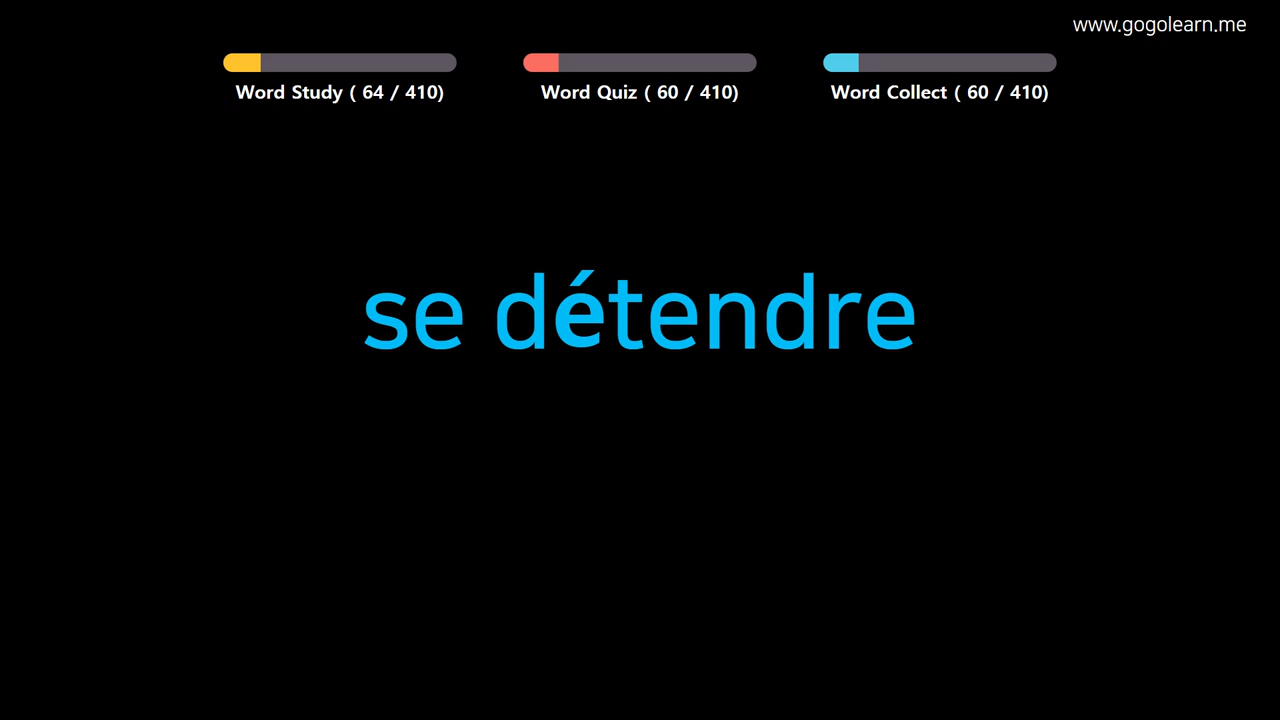 www.gogolearn.me
Word Study ( 64 / 410)
Word Quiz ( 60 / 410)
Word Collect ( 60 / 410)
se détendre